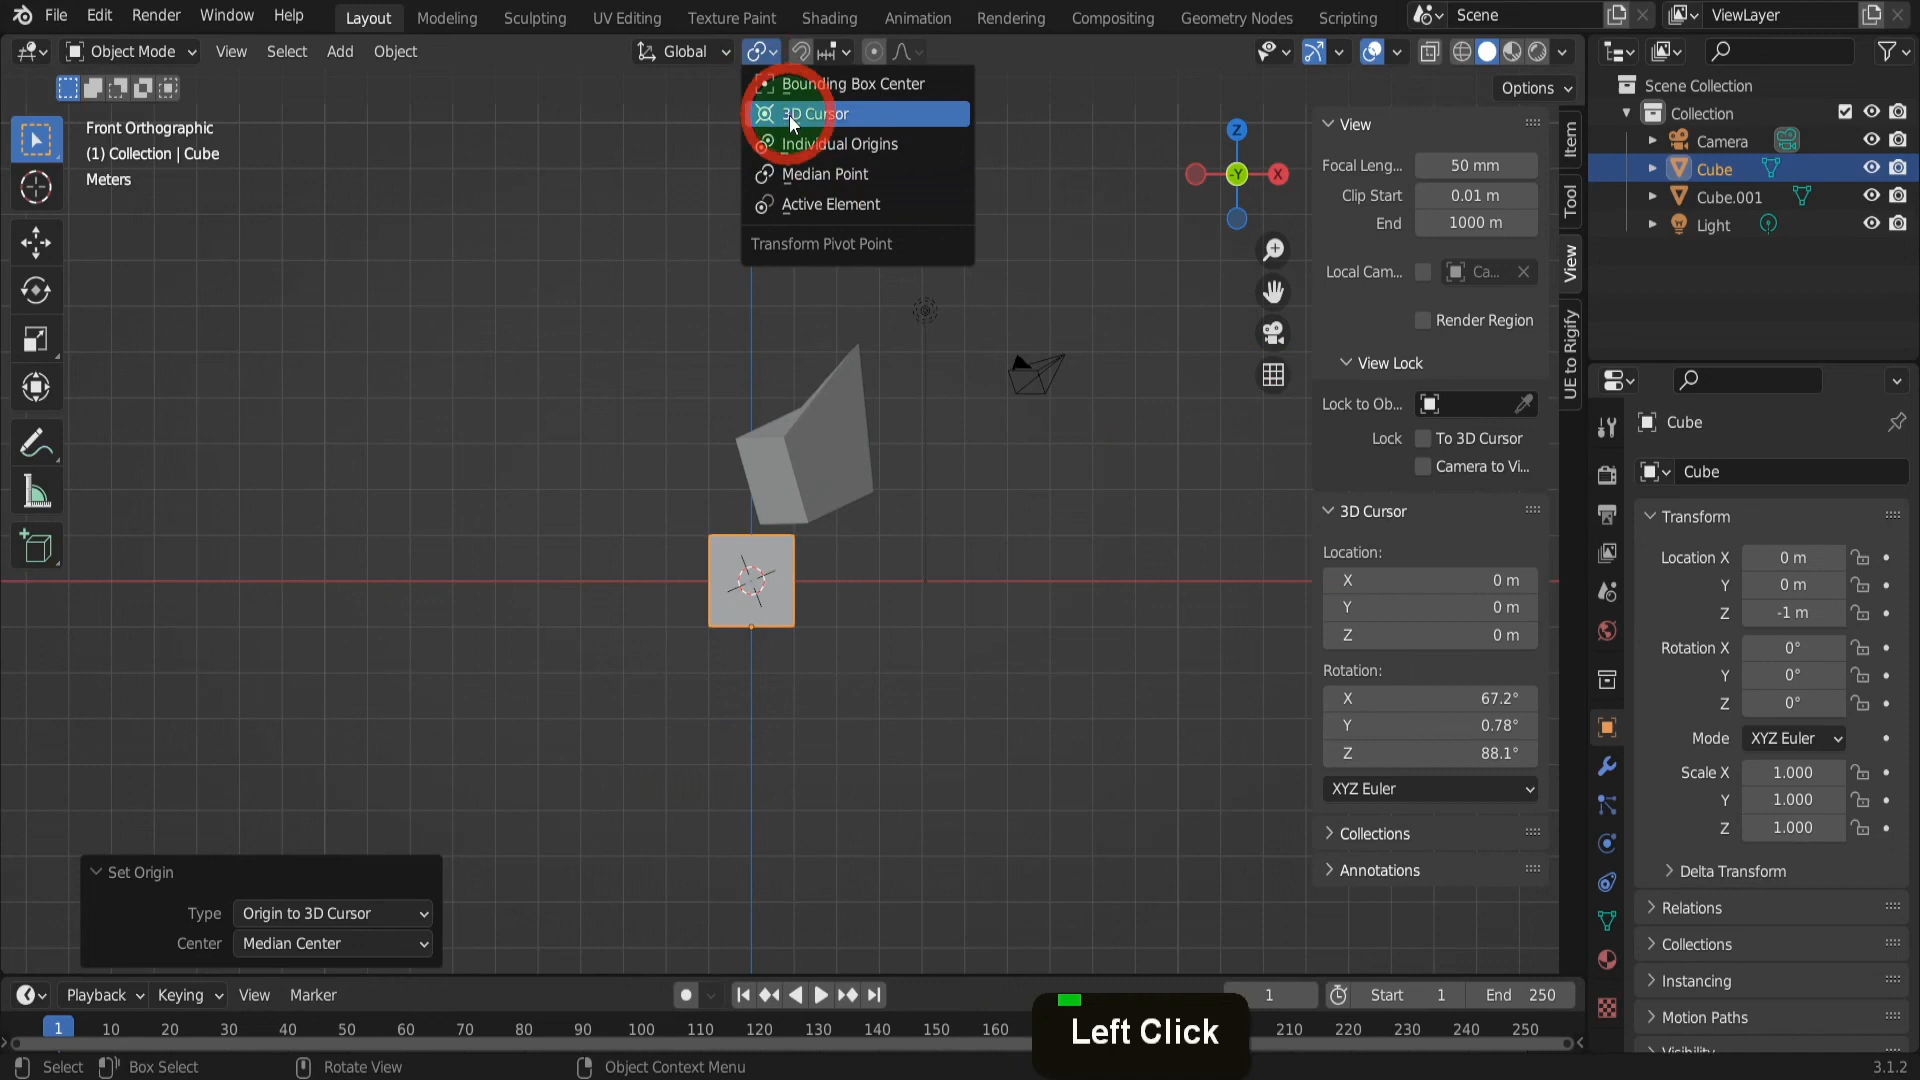 File Edit Render Window Help Layout Modeling Sculpting UV Editing Texture Paint Shading Animation Rendering Compositing Geometry Nodes Scripting Scene ViewLayer
Object Mode View Select Add Object Global
Options
Bounding Box Center
3D Cursor
Individual Origins
Median Point
Active Element
Transform Pivot Point
Front Orthographic
(1) Collection | Cube
Meters
Z
-Y
X
View
Focal Leng... 50 mm
Clip Start 0.01 m
End 1000 m
Local Cam... Ca...
Render Region
View Lock
Lock to Ob...
Lock To 3D Cursor
Camera to Vi...
3D Cursor
Location:
X 0 m
Y 0 m
Z 0 m
Rotation:
X 67.2°
Y 0.78°
Z 88.1°
XYZ Euler
Collections
Annotations
Item
Tool
View
UE to Rigify
Scene Collection
Collection
Camera
Cube
Cube.001
Light
Cube
Cube
Transform
Location X 0 m
Y 0 m
Z -1 m
Rotation X 0°
Y 0°
Z 0°
Mode XYZ Euler
Scale X 1.000
Y 1.000
Z 1.000
Delta Transform
Relations
Collections
Instancing
Motion Paths
Visibility
Set Origin
Type Origin to 3D Cursor
Center Median Center
Playback Keying View Marker 1 Start 1 End 250
1 10 20 30 40 50 60 70 80 90 100 110 120 130 140 150 160 210 220 230 240 250
Left Click
Select Box Select Rotate View Object Context Menu 3.1.2